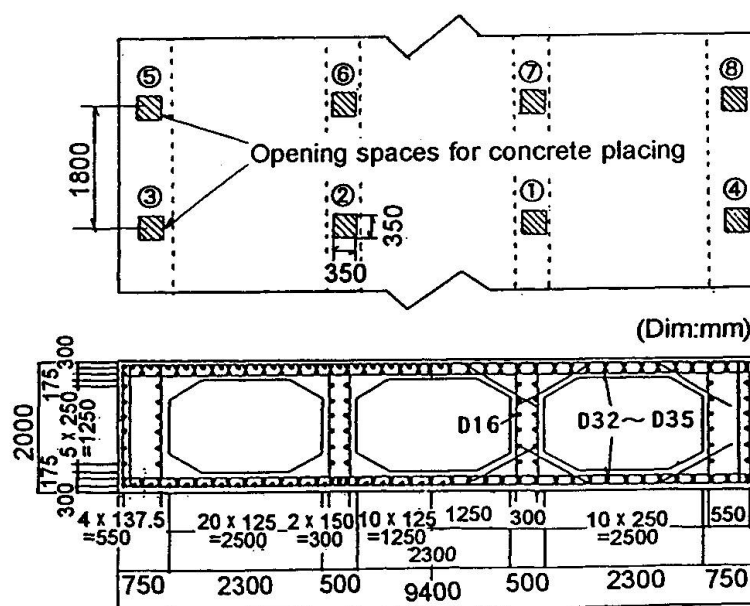 ⑤ ⑥ ⑦ ⑧
Opening spaces for concrete placing
1800
③ ② ① ④
350
350
(Dim:mm)
300
175
2000
5 x 250
=1250
175
300
D16
D32～D35
4 x 137.5
=550
20 x 125
=2500
2 x 150
=300
10 x 125
=1250
1250
300
10 x 250
=2500
550
2300
750 2300 500 9400 500 2300 750